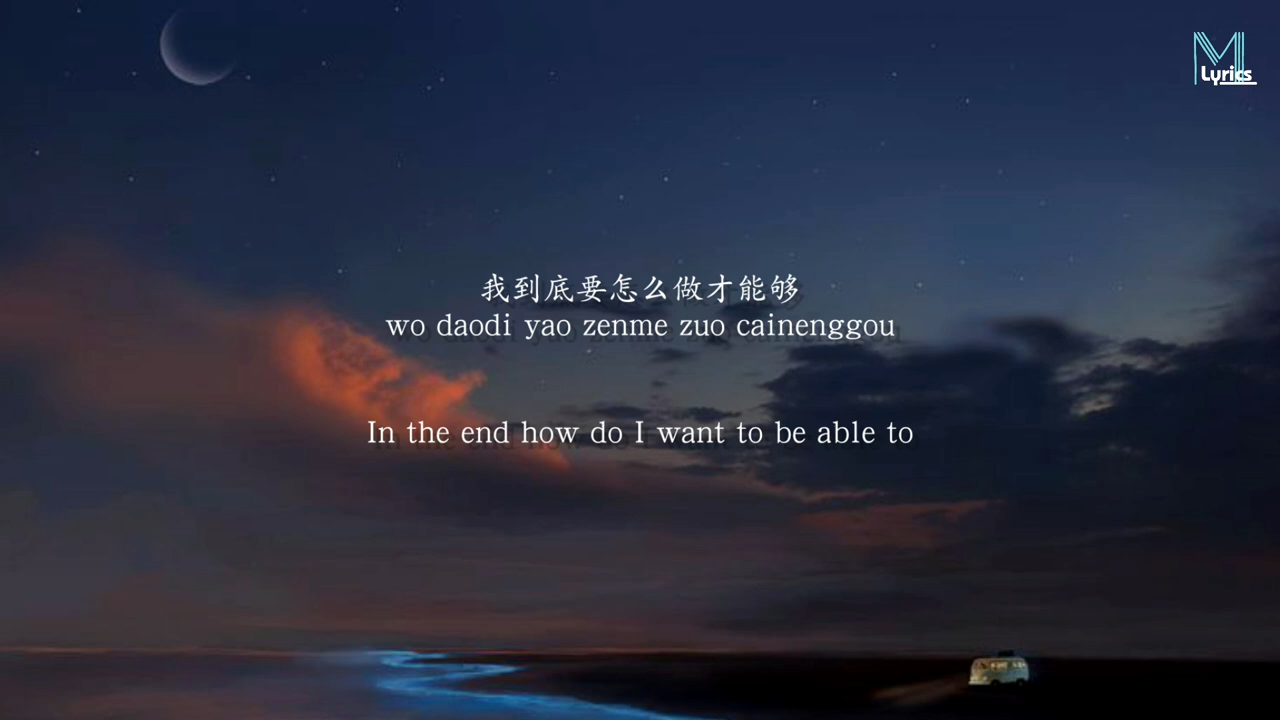 M
Lyrics
我到底要怎么做才能够
wo daodi yao zenme zuo cainenggou
In the end how do I want to be able to